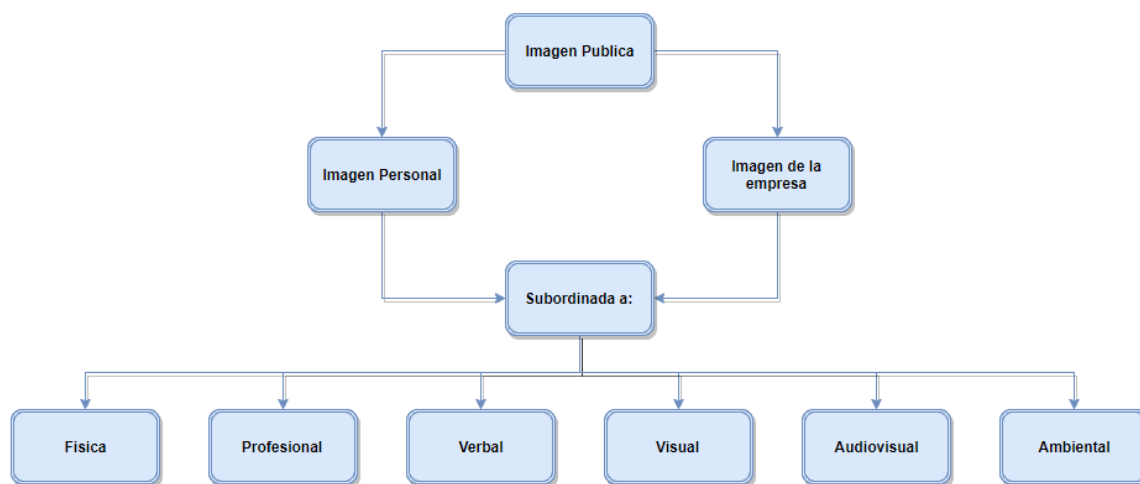 Imagen Publica
Imagen Personal
Imagen de la
empresa
Subordinada a:
Fisica
Profesional
Verbal
Visual
Audiovisual
Ambiental